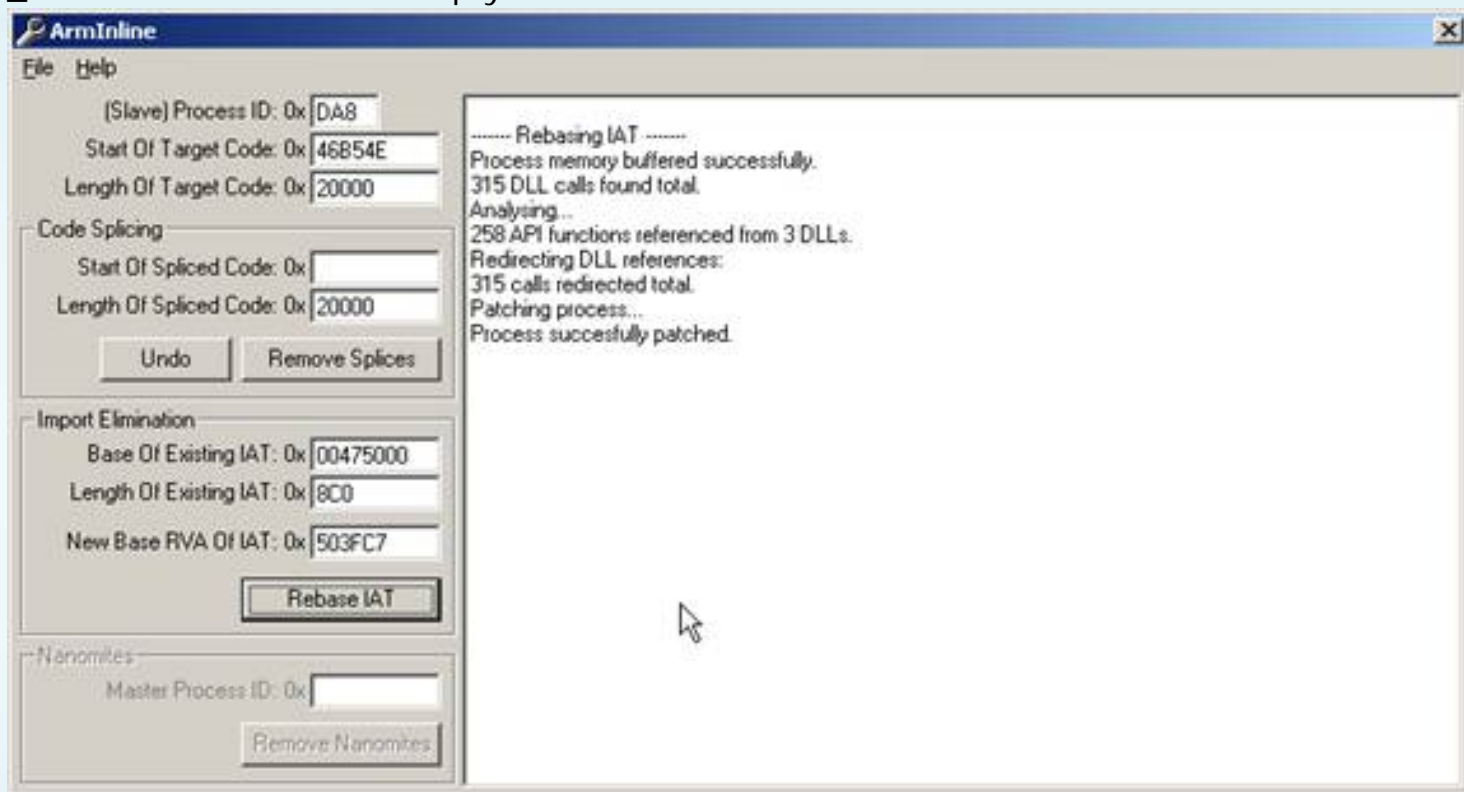 ArmInline
File Help
(Slave) Process ID: 0x DA8
Start Of Target Code: 0x 46B54E
Length Of Target Code: 0x 20000
Code Splicing
Start Of Spliced Code: 0x
Length Of Spliced Code: 0x 20000
Undo Remove Splices
Import Elimination
Base Of Existing IAT: 0x 00475000
Length Of Existing IAT: 0x 8C0
New Base RVA Of IAT: 0x 503FC7
Rebase IAT
Nanomites
Master Process ID: 0x
Remove Nanomites
------- Rebasing IAT -------
Process memory buffered successfully.
315 DLL calls found total.
Analysing...
258 API functions referenced from 3 DLLs.
Redirecting DLL references:
315 calls redirected total.
Patching process...
Process succesfully patched.